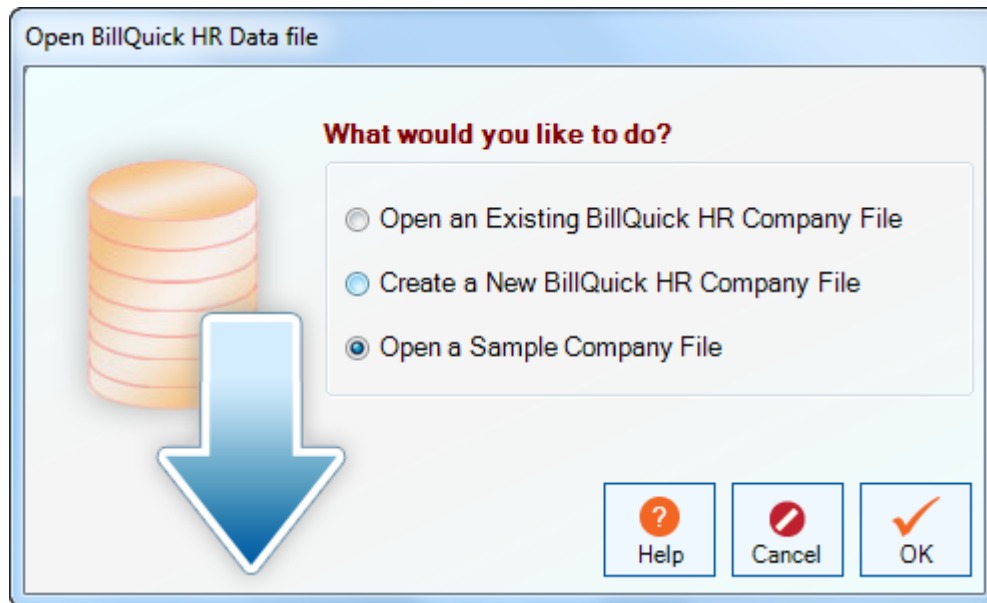 Open BillQuick HR Data file
What would you like to do?
Open an Existing BillQuick HR Company File
Create a New BillQuick HR Company File
Open a Sample Company File
?
Help
Cancel
OK